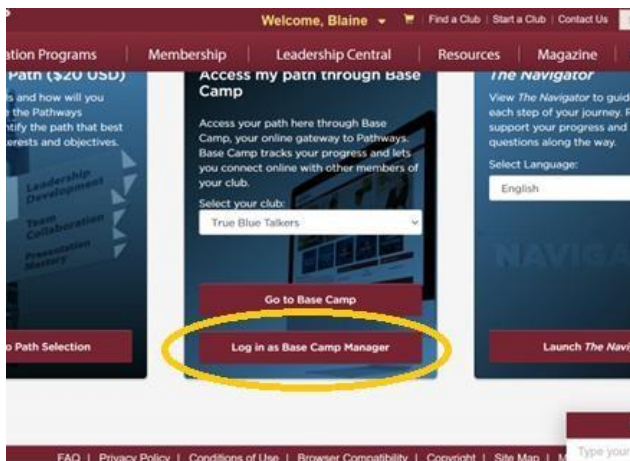 Welcome, Blaine
Find a Club | Start a Club | Contact Us
ation Programs | Membership | Leadership Central | Resources | Magazine
Path ($20 USD)
s and how will you
e the Pathways
ntify the path that best
erests and objectives.
Leadership
Development
Team
Collaboration
Presentation
Mastery
o Path Selection
Access my path through Base
Camp
Access your path here through Base
Camp, your online gateway to Pathways.
Base Camp tracks your progress and lets
you connect online with other members of
your club.
Select your club:
True Blue Talkers
Go to Base Camp
Log in as Base Camp Manager
The Navigator
View The Navigator to guid
each step of your journey. F
support your progress and
questions along the way.
Select Language:
English
NAVIGA
Launch The Navi
FAQ | Privacy Policy | Conditions of Use | Browser Compatibility | Copyright | Site Map | M
Type your